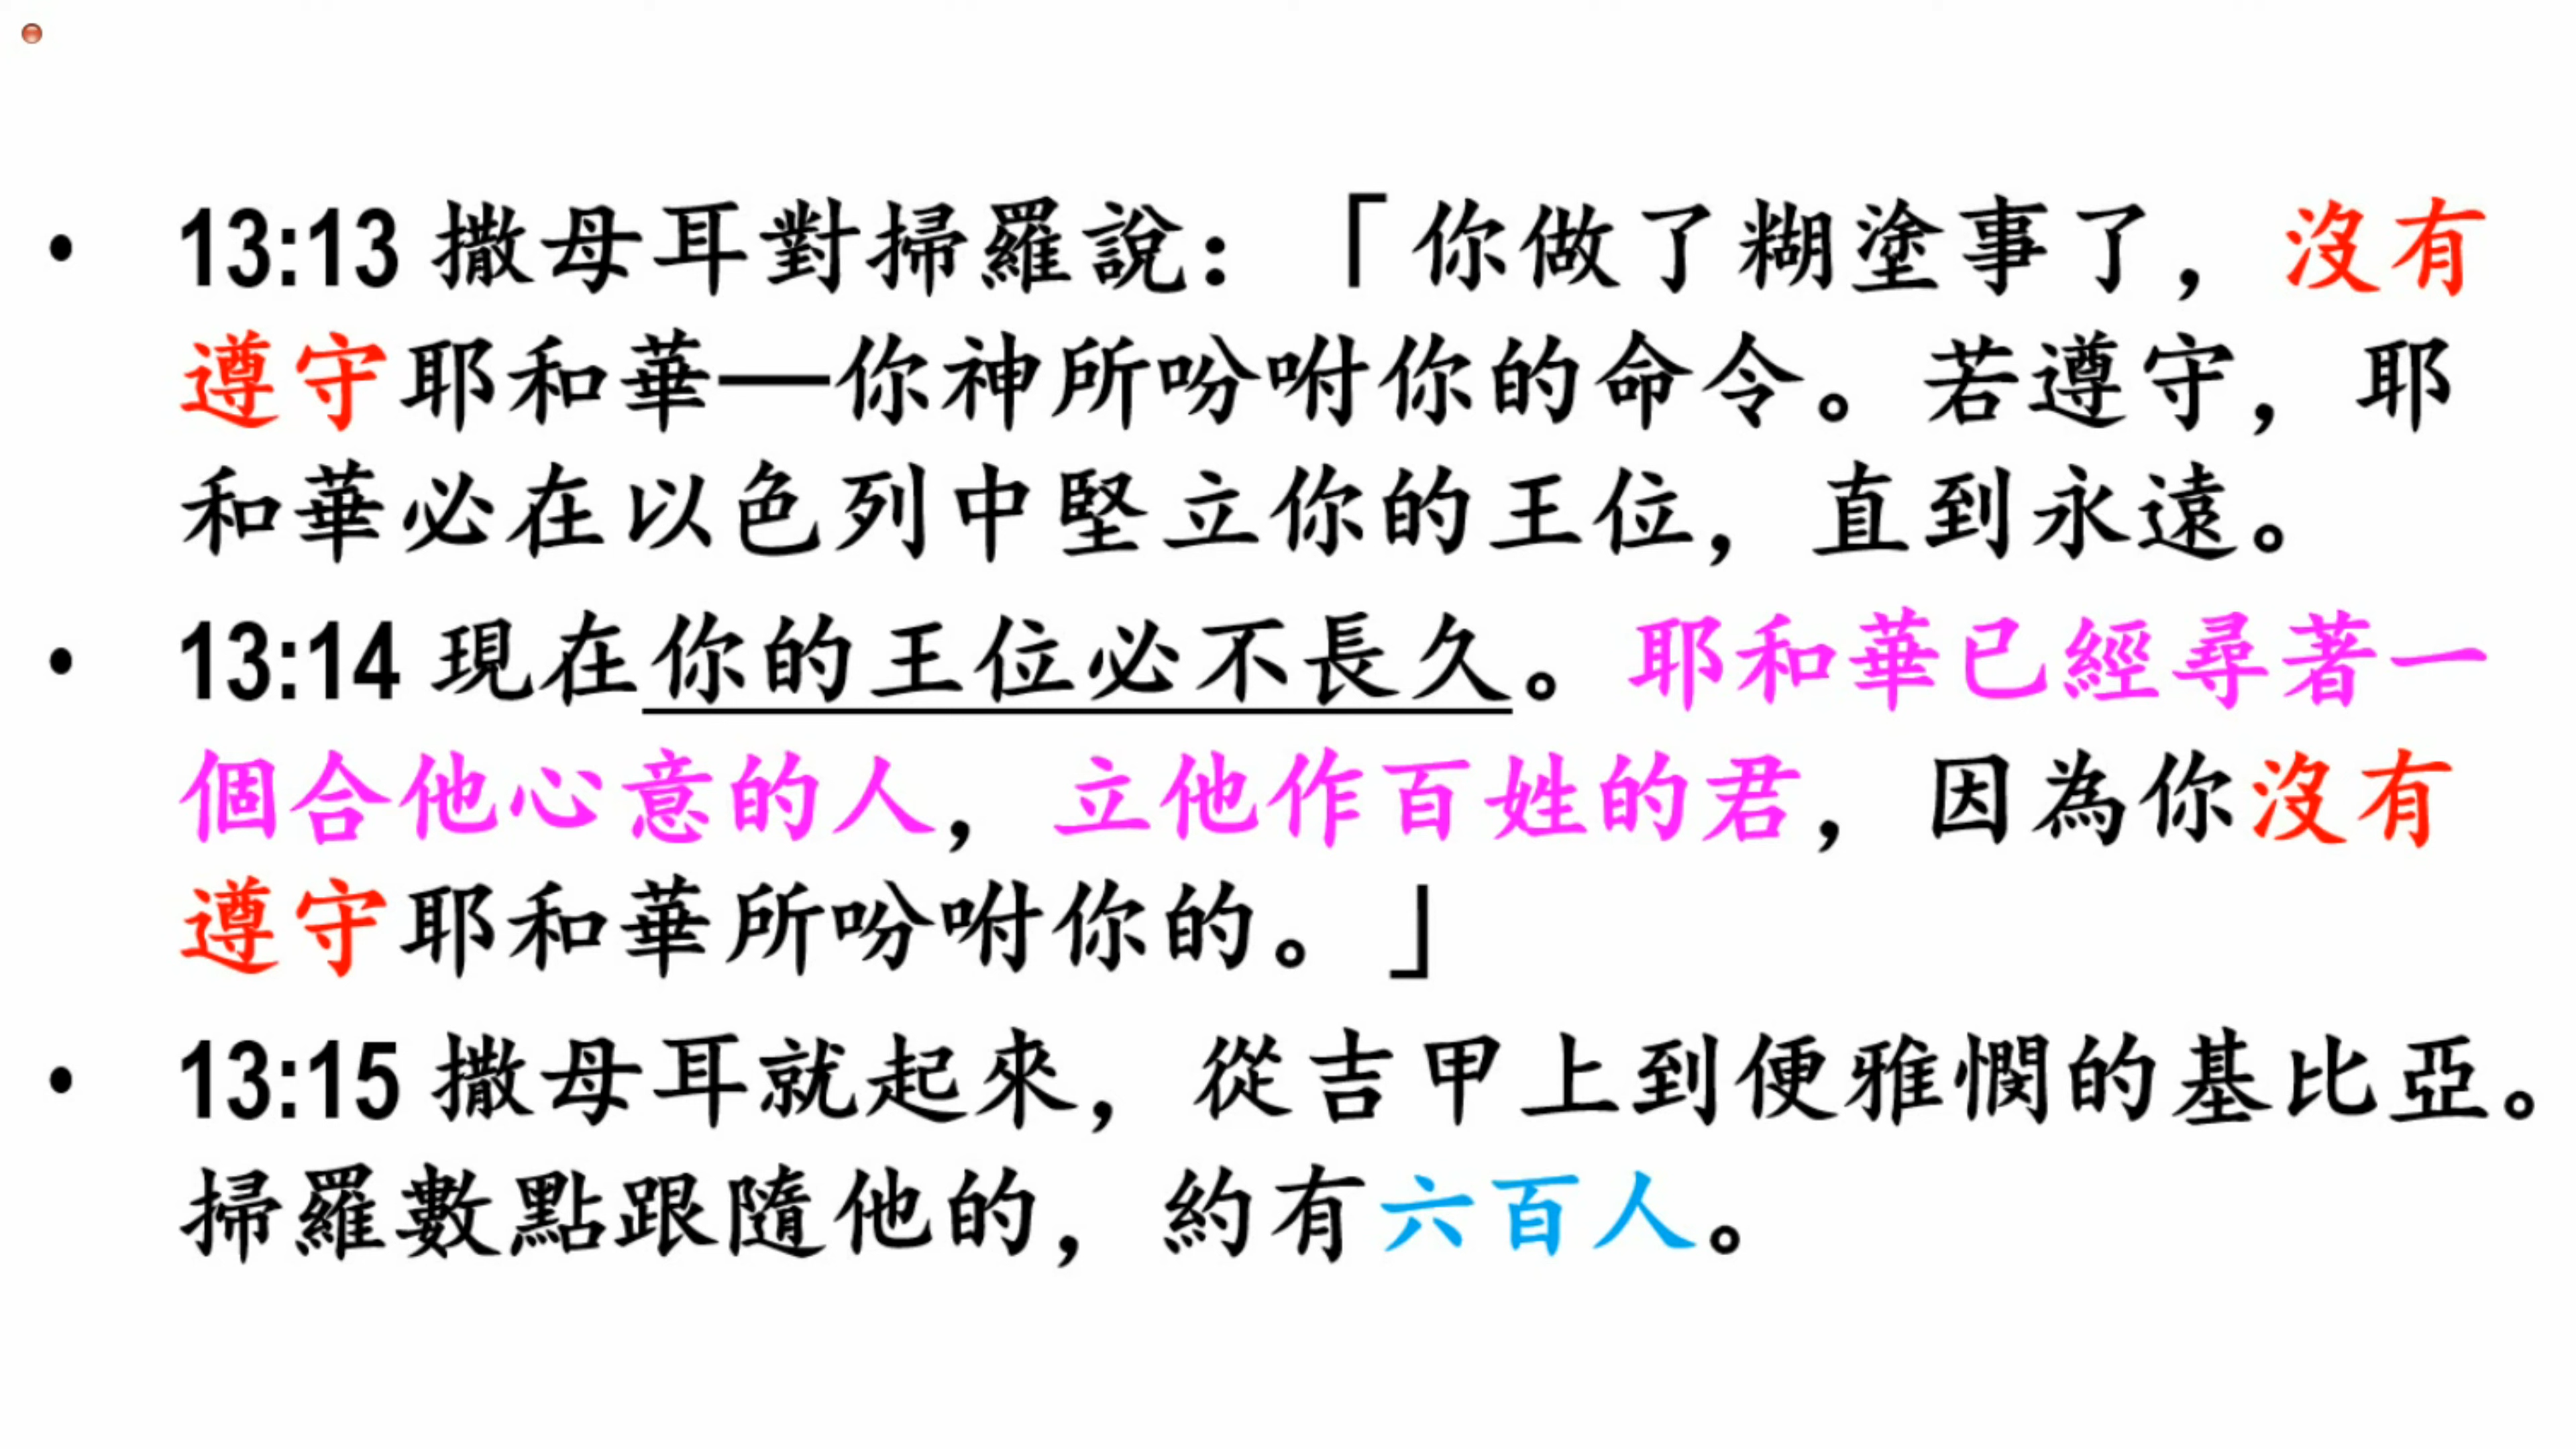 • 13:13 撒母耳對掃羅說：「你做了糊塗事了，沒有
遵守耶和華—你神所吩咐你的命令。若遵守，耶
和華必在以色列中堅立你的王位，直到永遠。
• 13:14 現在你的王位必不長久。耶和華已經尋著一
個合他心意的人，立他作百姓的君，因為你沒有
遵守耶和華所吩咐你的。」
• 13:15 撒母耳就起來，從吉甲上到便雅憫的基比亞。
掃羅數點跟隨他的，約有六百人。